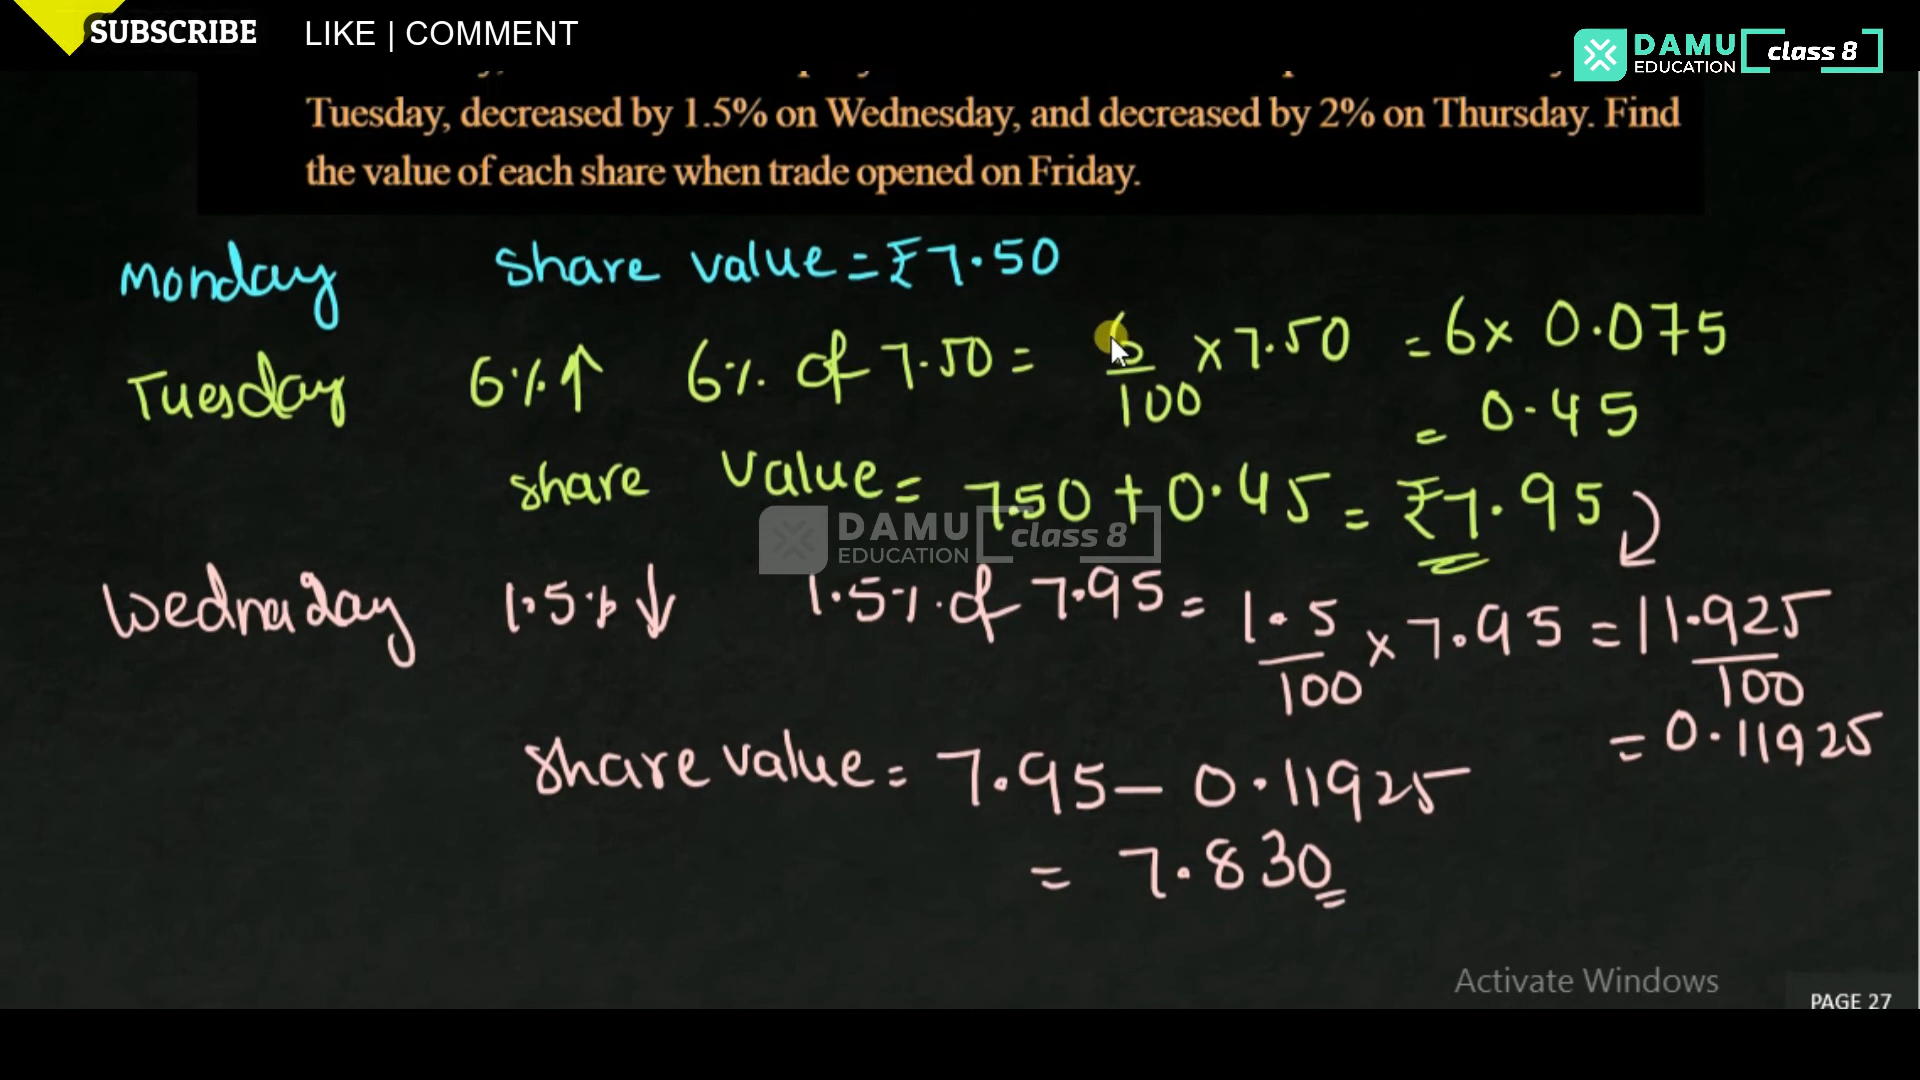 SUBSCRIBE LIKE | COMMENT
DAMU EDUCATION class 8
Tuesday, decreased by 1.5% on Wednesday, and decreased by 2% on Thursday. Find
the value of each share when trade opened on Friday.
Monday share value = ₹7.50
Tuesday 6%↑ 6% of 7.50 = 6/100 × 7.50 = 6 × 0.075
= 0.45
share value = 7.50 + 0.45 = ₹7.95
DAMU EDUCATION class 8
Wednesday 1.5%↓ 1.5% of 7.95 = 1.5/100 × 7.95 = 11.925/100
= 0.11925
share value = 7.95 – 0.11925
= 7.830
Activate Windows
PAGE 27